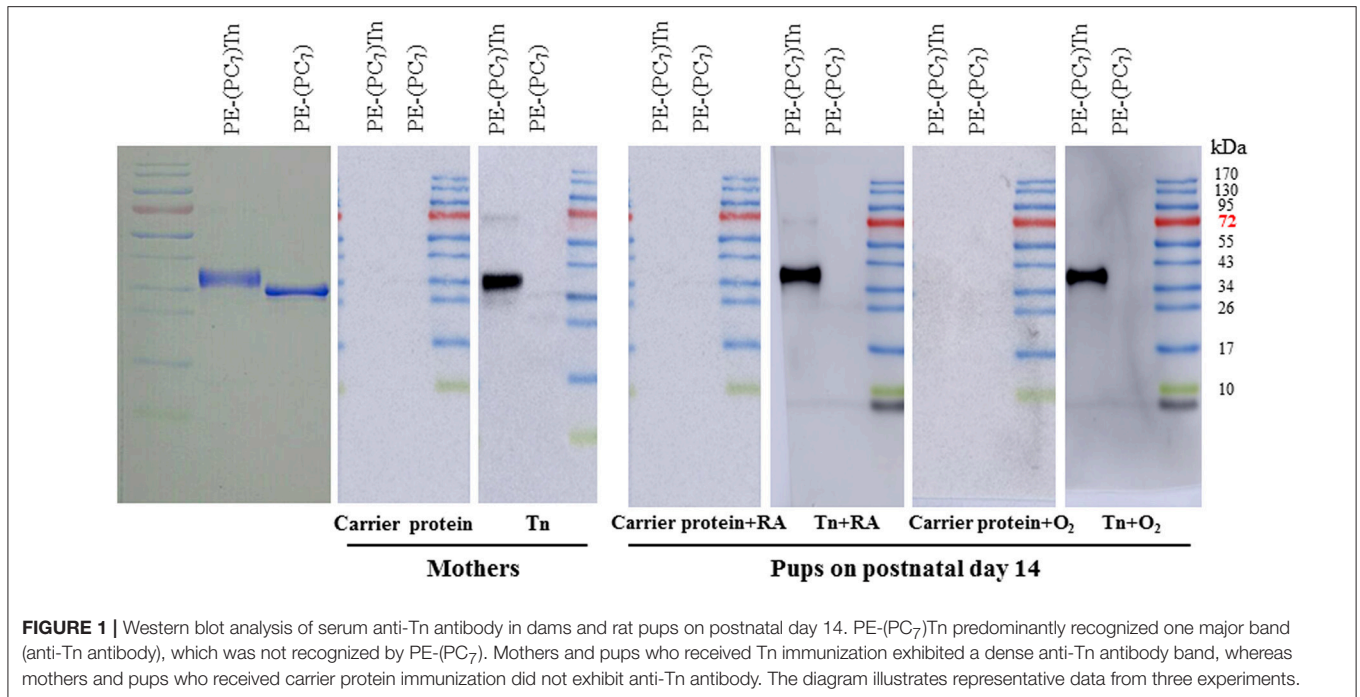 PE-(PC₇)Tn
PE-(PC₇)
PE-(PC₇)Tn
PE-(PC₇)
PE-(PC₇)Tn
PE-(PC₇)
PE-(PC₇)Tn
PE-(PC₇)
PE-(PC₇)Tn
PE-(PC₇)
PE-(PC₇)Tn
PE-(PC₇)
PE-(PC₇)Tn
PE-(PC₇)
kDa
170
130
95
72
55
43
34
26
17
10
Carrier protein Tn Carrier protein+RA Tn+RA Carrier protein+O₂ Tn+O₂
Mothers Pups on postnatal day 14
FIGURE 1 | Western blot analysis of serum anti-Tn antibody in dams and rat pups on postnatal day 14. PE-(PC₇)Tn predominantly recognized one major band
(anti-Tn antibody), which was not recognized by PE-(PC₇). Mothers and pups who received Tn immunization exhibited a dense anti-Tn antibody band, whereas
mothers and pups who received carrier protein immunization did not exhibit anti-Tn antibody. The diagram illustrates representative data from three experiments.